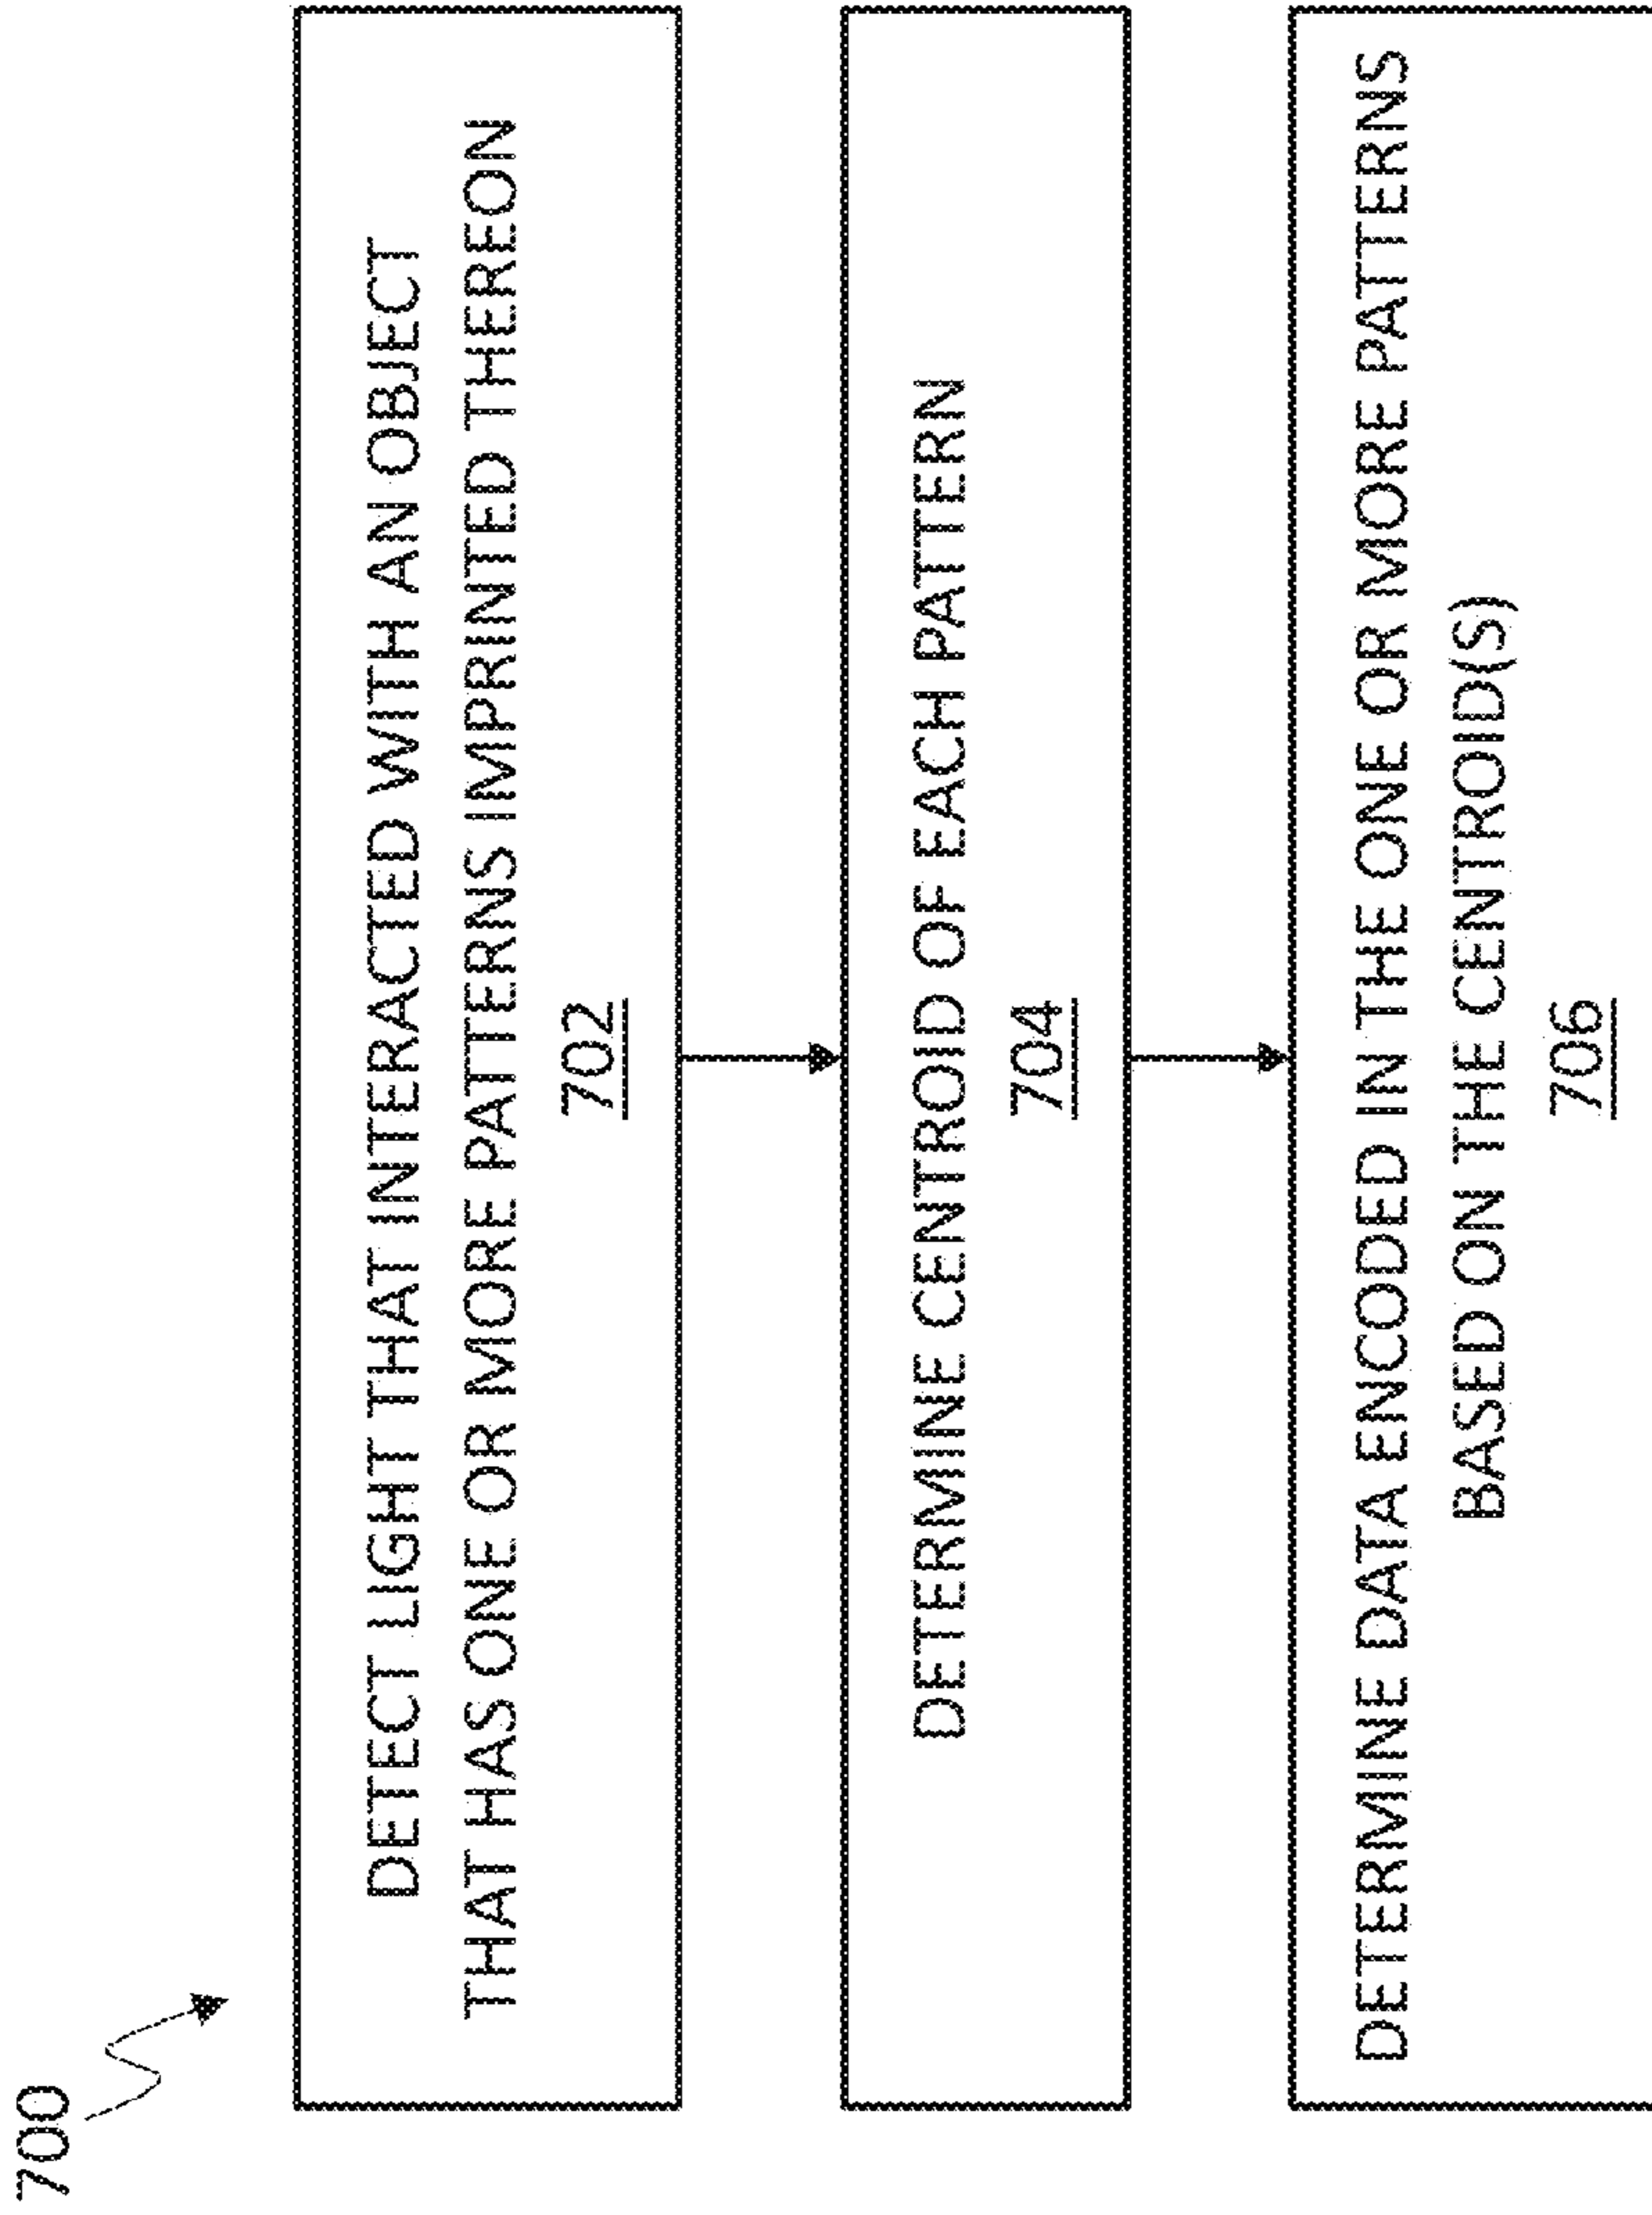 700
DETECT LIGHT THAT INTERACTED WITH AN OBJECT
THAT HAS ONE OR MORE PATTERNS IMPRINTED THEREON
702
DETERMINE CENTROID OF EACH PATTERN
704
DETERMINE DATA ENCODED IN THE ONE OR MORE PATTERNS
BASED ON THE CENTROID(S)
706